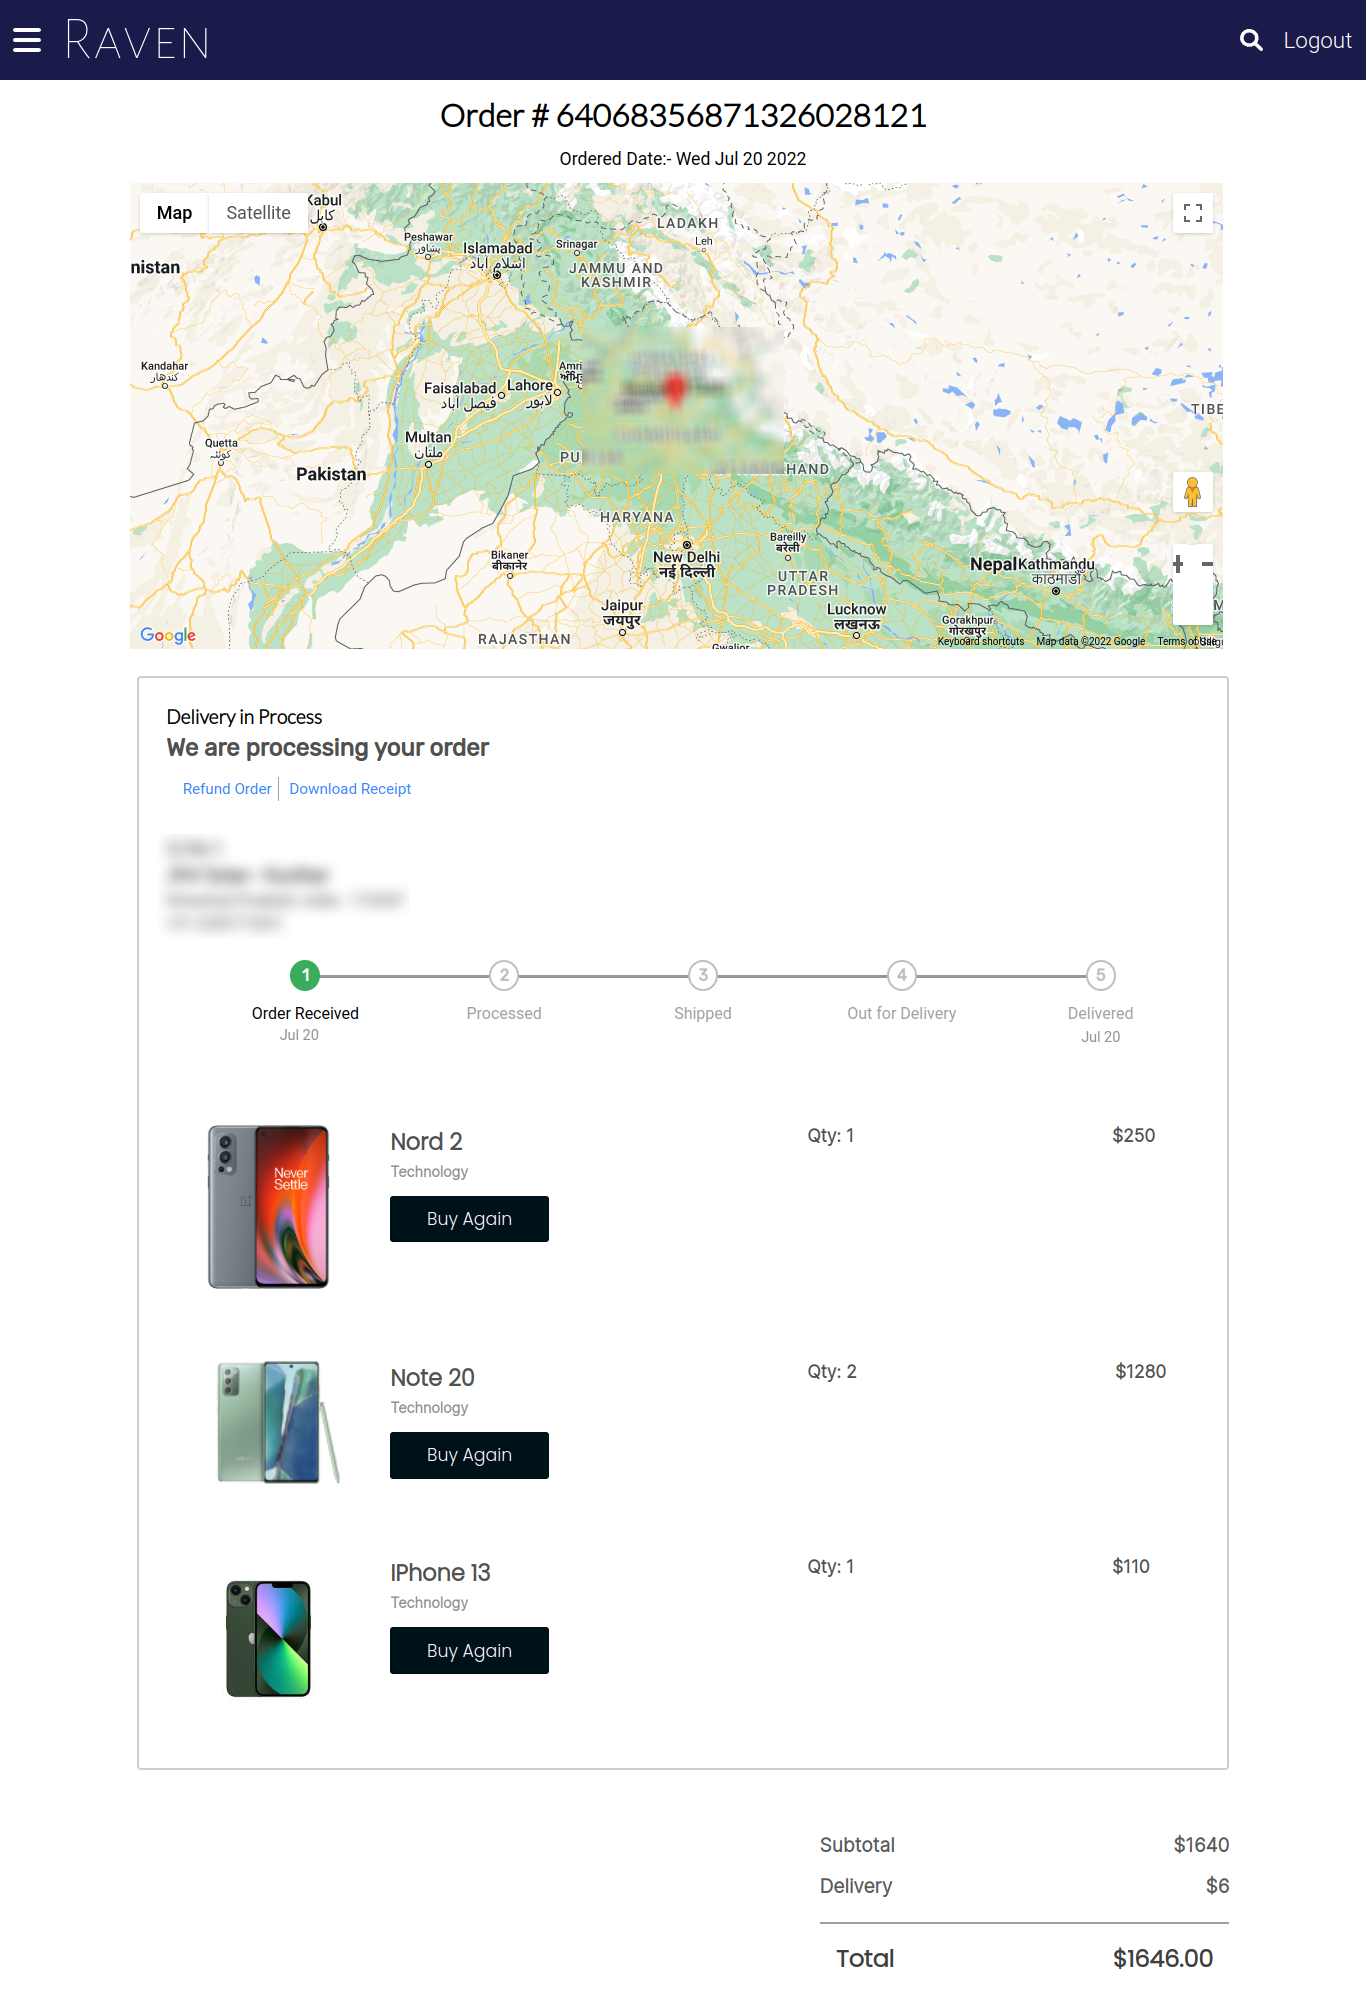 RAVEN
Logout
Order # 64068356871326028121
Ordered Date:- Wed Jul 20 2022
Map
Satellite
Kabul
کابل
LADAKH
Peshawar
پشاور
Islamabad
اسلام آباد
Srinagar
Leh
nistan
JAMMU AND
KASHMIR
Kandahar
کندهار
Amri
Faisalabad
فیصل آباد
Lahore
لاہور
TIBE
Multan
ملتان
Quetta
کوئٹہ
Pakistan
PU
HAND
HARYANA
Bareilly
बरेली
Bikaner
बीकानेर
New Delhi
नई दिल्ली
Nepal
Kathmandu
काठमाडौं
UTTAR
PRADESH
Jaipur
जयपुर
Lucknow
लखनऊ
Gorakhpur
गोरखपुर
RAJASTHAN
Gwalior
Google
Keyboard shortcuts
Map data ©2022 Google
Terms of Use
Delivery in Process
We are processing your order
Refund Order
Download Receipt
1
2
3
4
5
Order Received
Processed
Shipped
Out for Delivery
Delivered
Jul 20
Jul 20
Never
Settle
Nord 2
Technology
Buy Again
Qty: 1
$250
Note 20
Technology
Buy Again
Qty: 2
$1280
IPhone 13
Technology
Buy Again
Qty: 1
$110
Subtotal
$1640
Delivery
$6
Total
$1646.00